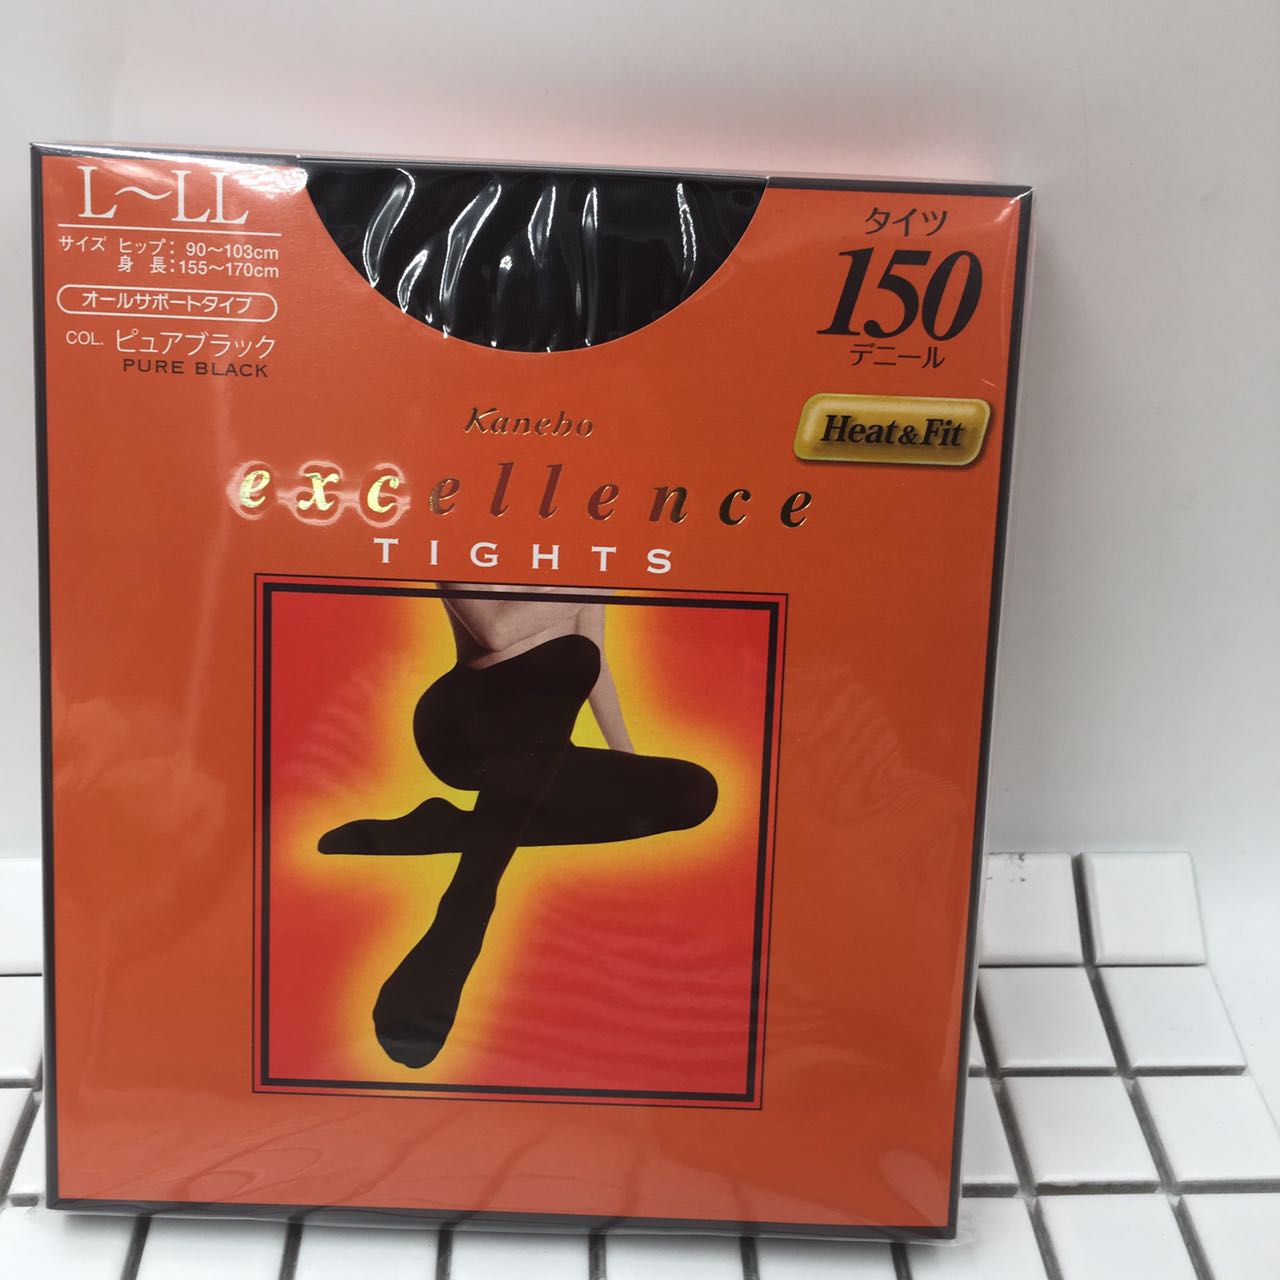 L～LL
サイズ ヒップ：90～103cm
身 長：155～170cm
オールサポートタイプ
COL. ピュアブラック
PURE BLACK
タイツ
150
デニール
Heat&Fit
Kanebo
excellence
TIGHTS